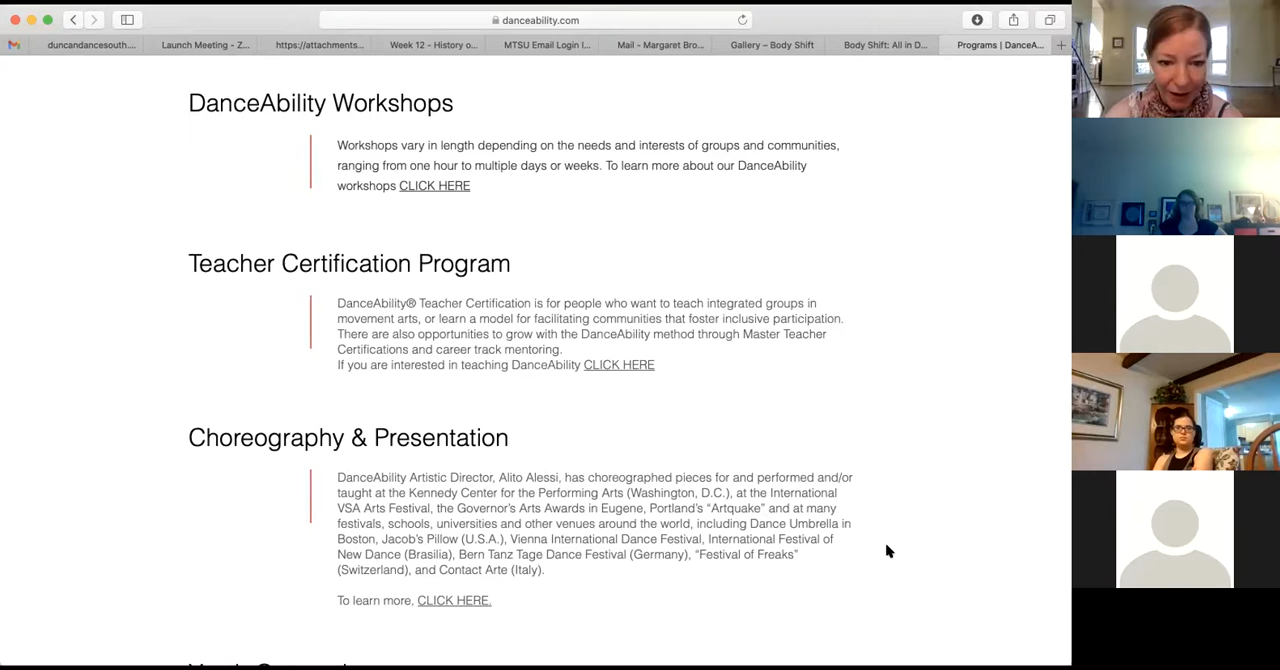 danceability.com
duncandancesouth....
Launch Meeting - Z...
https://attachments...
Week 12 - History o...
MTSU Email Login I...
Mail - Margaret Bro...
Gallery – Body Shift
Body Shift: All in D...
Programs | DanceA...
DanceAbility Workshops
Workshops vary in length depending on the needs and interests of groups and communities,
ranging from one hour to multiple days or weeks. To learn more about our DanceAbility
workshops CLICK HERE
Teacher Certification Program
DanceAbility® Teacher Certification is for people who want to teach integrated groups in
movement arts, or learn a model for facilitating communities that foster inclusive participation.
There are also opportunities to grow with the DanceAbility method through Master Teacher
Certifications and career track mentoring.
If you are interested in teaching DanceAbility CLICK HERE
Choreography & Presentation
DanceAbility Artistic Director, Alito Alessi, has choreographed pieces for and performed and/or
taught at the Kennedy Center for the Performing Arts (Washington, D.C.), at the International
VSA Arts Festival, the Governor's Arts Awards in Eugene, Portland's “Artquake” and at many
festivals, schools, universities and other venues around the world, including Dance Umbrella in
Boston, Jacob's Pillow (U.S.A.), Vienna International Dance Festival, International Festival of
New Dance (Brasilia), Bern Tanz Tage Dance Festival (Germany), “Festival of Freaks”
(Switzerland), and Contact Arte (Italy).
To learn more, CLICK HERE.